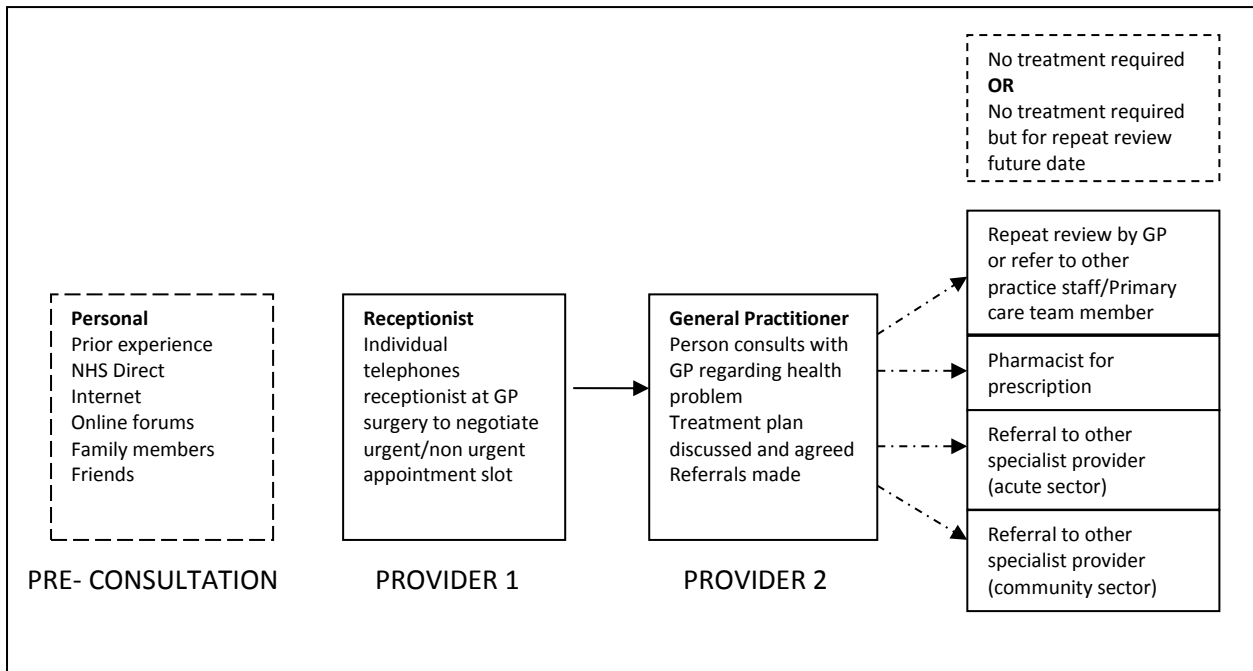 No treatment required
OR
No treatment required
but for repeat review
future date
Personal
Prior experience
NHS Direct
Internet
Online forums
Family members
Friends
PRE- CONSULTATION
Receptionist
Individual
telephones
receptionist at GP
surgery to negotiate
urgent/non urgent
appointment slot
PROVIDER 1
General Practitioner
Person consults with
GP regarding health
problem
Treatment plan
discussed and agreed
Referrals made
PROVIDER 2
Repeat review by GP
or refer to other
practice staff/Primary
care team member
Pharmacist for
prescription
Referral to other
specialist provider
(acute sector)
Referral to other
specialist provider
(community sector)